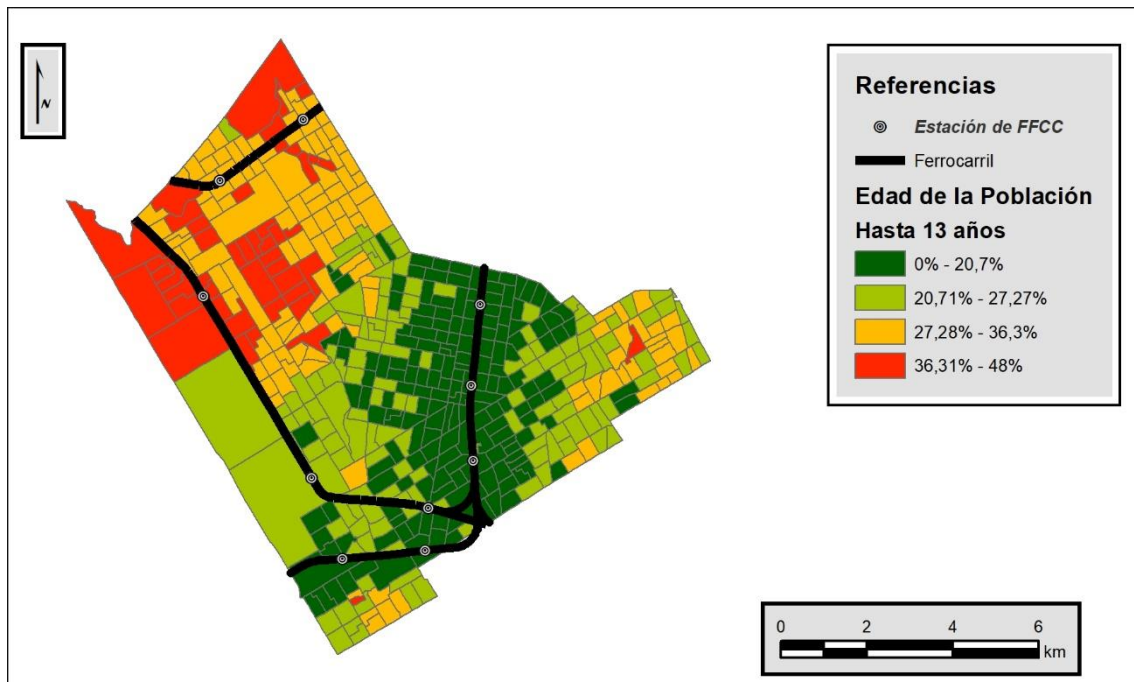 N
Referencias
Estación de FFCC
Ferrocarril
Edad de la Población
Hasta 13 años
0% - 20,7%
20,71% - 27,27%
27,28% - 36,3%
36,31% - 48%
0 2 4 6
km